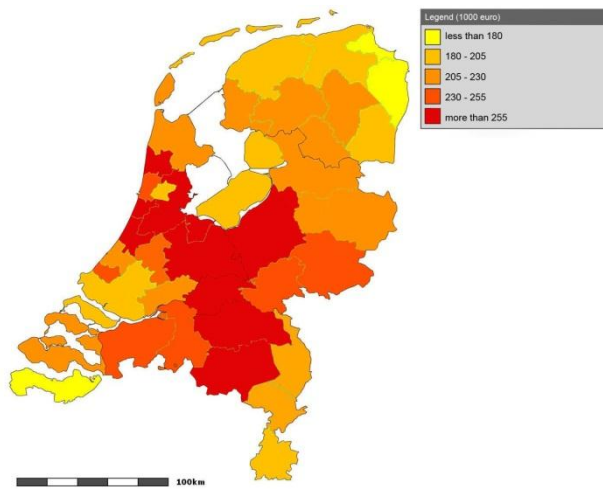 Legend (1000 euro)
less than 180
180 - 205
205 - 230
230 - 255
more than 255
100km